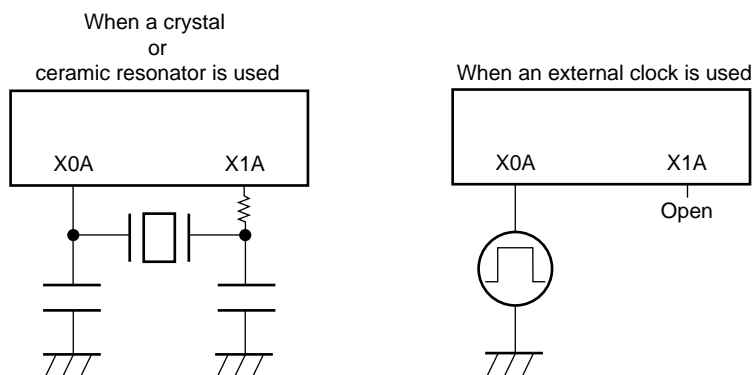 When a crystal
or
ceramic resonator is used
X0A
X1A
When an external clock is used
X0A
X1A
Open